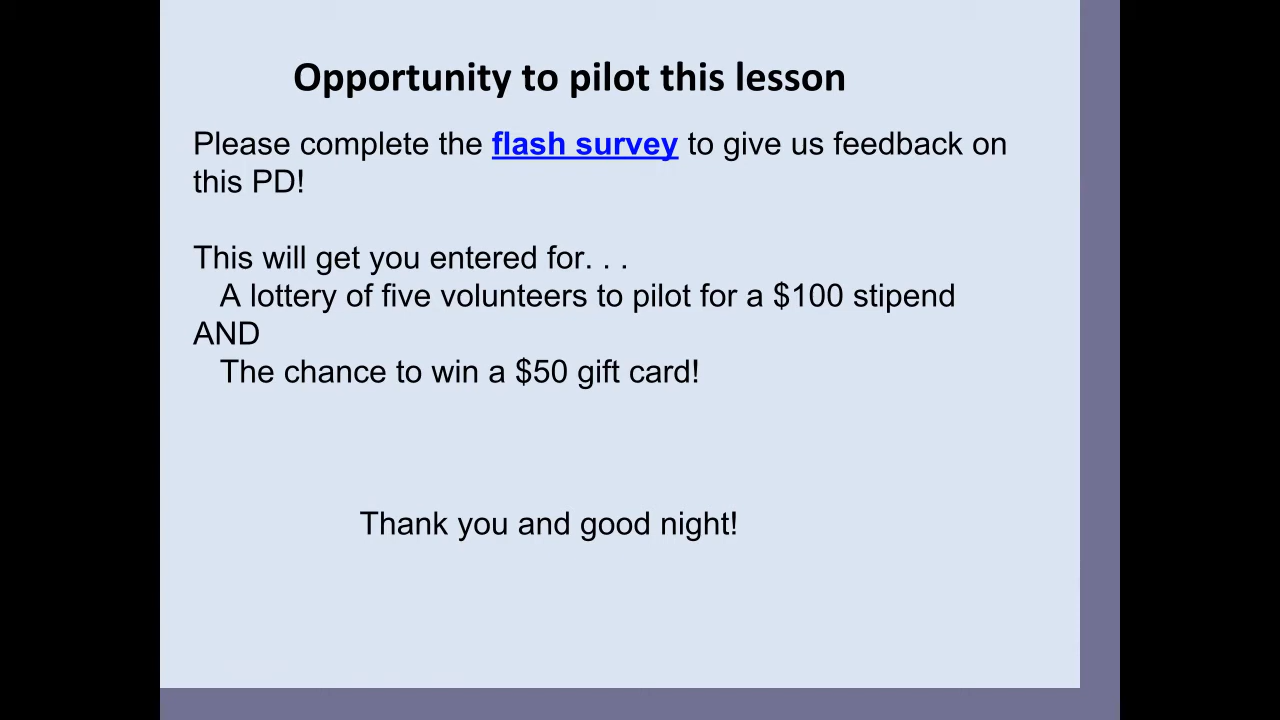 Opportunity to pilot this lesson
Please complete the flash survey to give us feedback on
this PD!
This will get you entered for. . .
A lottery of five volunteers to pilot for a $100 stipend
AND
The chance to win a $50 gift card!
Thank you and good night!